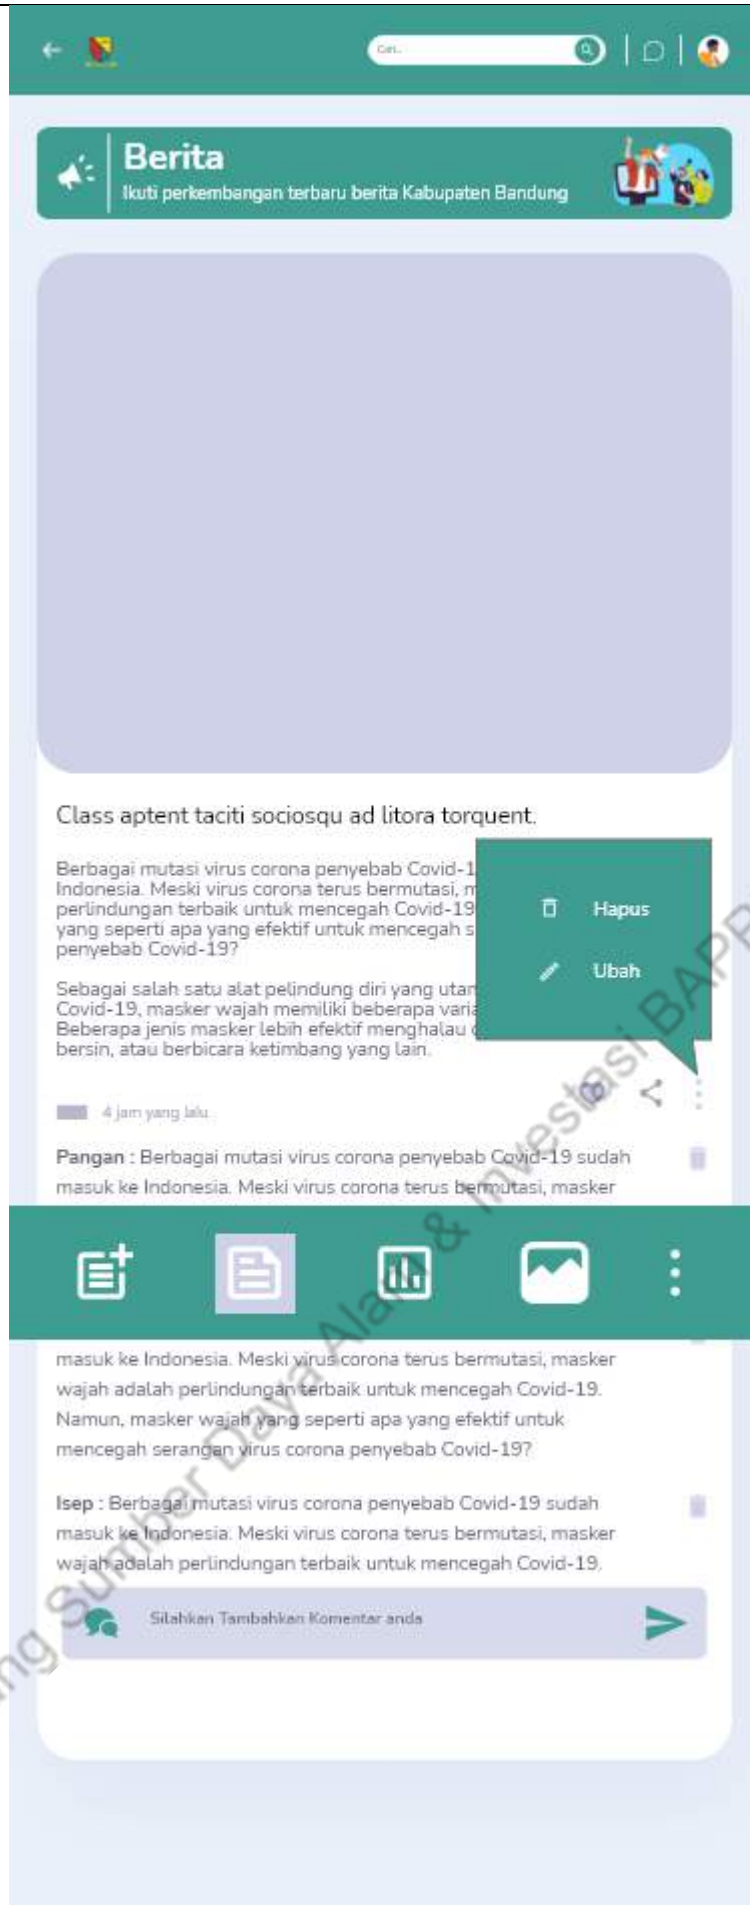 Cari..
Berita
Ikuti perkembangan terbaru berita Kabupaten Bandung
Class aptent taciti sociosqu ad litora torquent.
Berbagai mutasi virus corona penyebab Covid-1
Indonesia. Meski virus corona terus bermutasi, m
perlindungan terbaik untuk mencegah Covid-19
yang seperti apa yang efektif untuk mencegah s
penyebab Covid-19?
Hapus
Ubah
Sebagai salah satu alat pelindung diri yang utam
Covid-19, masker wajah memiliki beberapa varia
Beberapa jenis masker lebih efektif menghalau
bersin, atau berbicara ketimbang yang lain.
4 jam yang lalu
Pangan : Berbagai mutasi virus corona penyebab Covid-19 sudah
masuk ke Indonesia. Meski virus corona terus bermutasi, masker
masuk ke Indonesia. Meski virus corona terus bermutasi, masker
wajah adalah perlindungan terbaik untuk mencegah Covid-19.
Namun, masker wajah yang seperti apa yang efektif untuk
mencegah serangan virus corona penyebab Covid-19?
Isep : Berbagai mutasi virus corona penyebab Covid-19 sudah
masuk ke Indonesia. Meski virus corona terus bermutasi, masker
wajah adalah perlindungan terbaik untuk mencegah Covid-19.
Silahkan Tambahkan Komentar anda
ng Sumber Daya Alam & Investasi BAPP